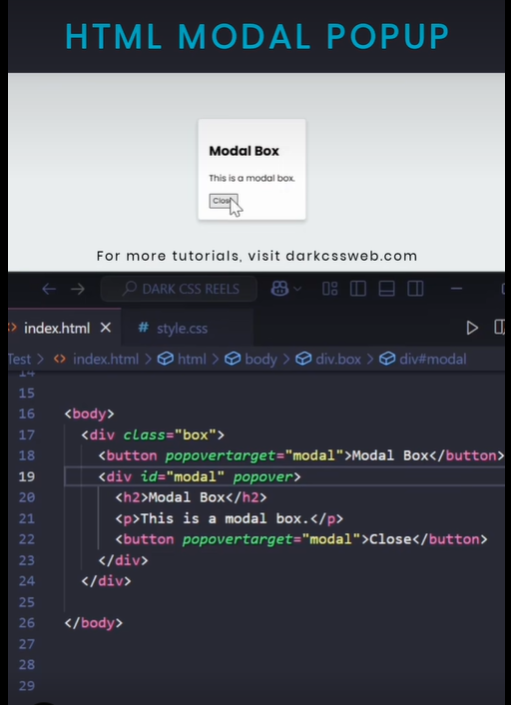 HTML MODAL POPUP
Modal Box
This is a modal box.
Close
For more tutorials, visit darkcssweb.com
DARK CSS REELS
index.html
# style.css
Test > <> index.html > html > body > div.box > div#modal
14
15
16 <body>
17 <div class="box">
18 <button popovertarget="modal">Modal Box</button>
19 <div id="modal" popover>
20 <h2>Modal Box</h2>
21 <p>This is a modal box.</p>
22 <button popovertarget="modal">Close</button>
23 </div>
24 </div>
25
26 </body>
27
28
29